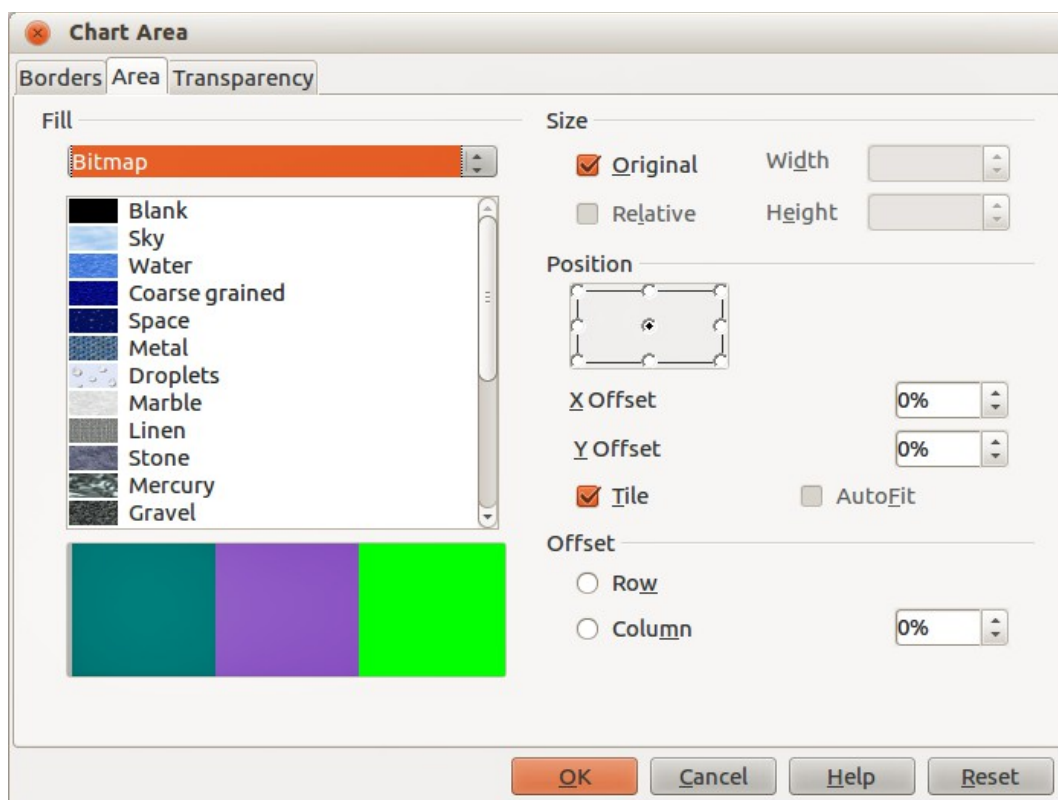 Chart Area
Borders Area Transparency
Fill
Bitmap
Blank
Sky
Water
Coarse grained
Space
Metal
Droplets
Marble
Linen
Stone
Mercury
Gravel
Size
Original Width
Relative Height
Position
X Offset 0%
Y Offset 0%
Tile AutoFit
Offset
Row
Column 0%
OK Cancel Help Reset